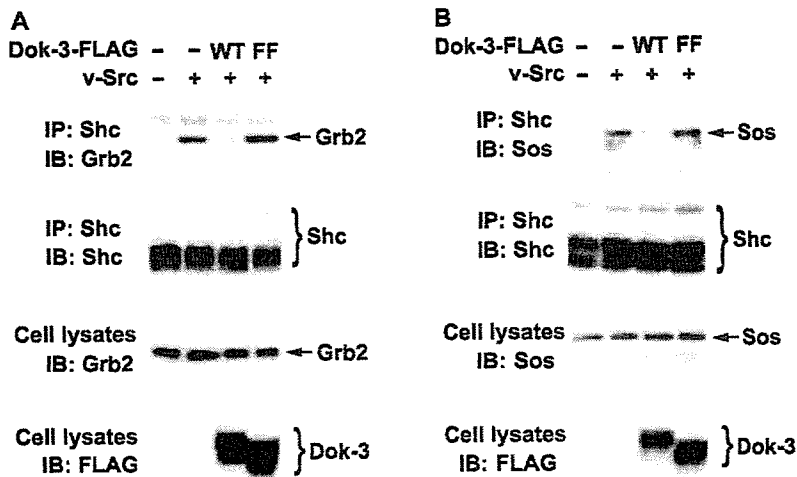 A
Dok-3-FLAG – – WT FF
v-Src – + + +
IP: Shc
IB: Grb2
Grb2
IP: Shc
IB: Shc
Shc
Cell lysates
IB: Grb2
Grb2
Cell lysates
IB: FLAG
Dok-3
B
Dok-3-FLAG – – WT FF
v-Src – + + +
IP: Shc
IB: Sos
Sos
IP: Shc
IB: Shc
Shc
Cell lysates
IB: Sos
Sos
Cell lysates
IB: FLAG
Dok-3